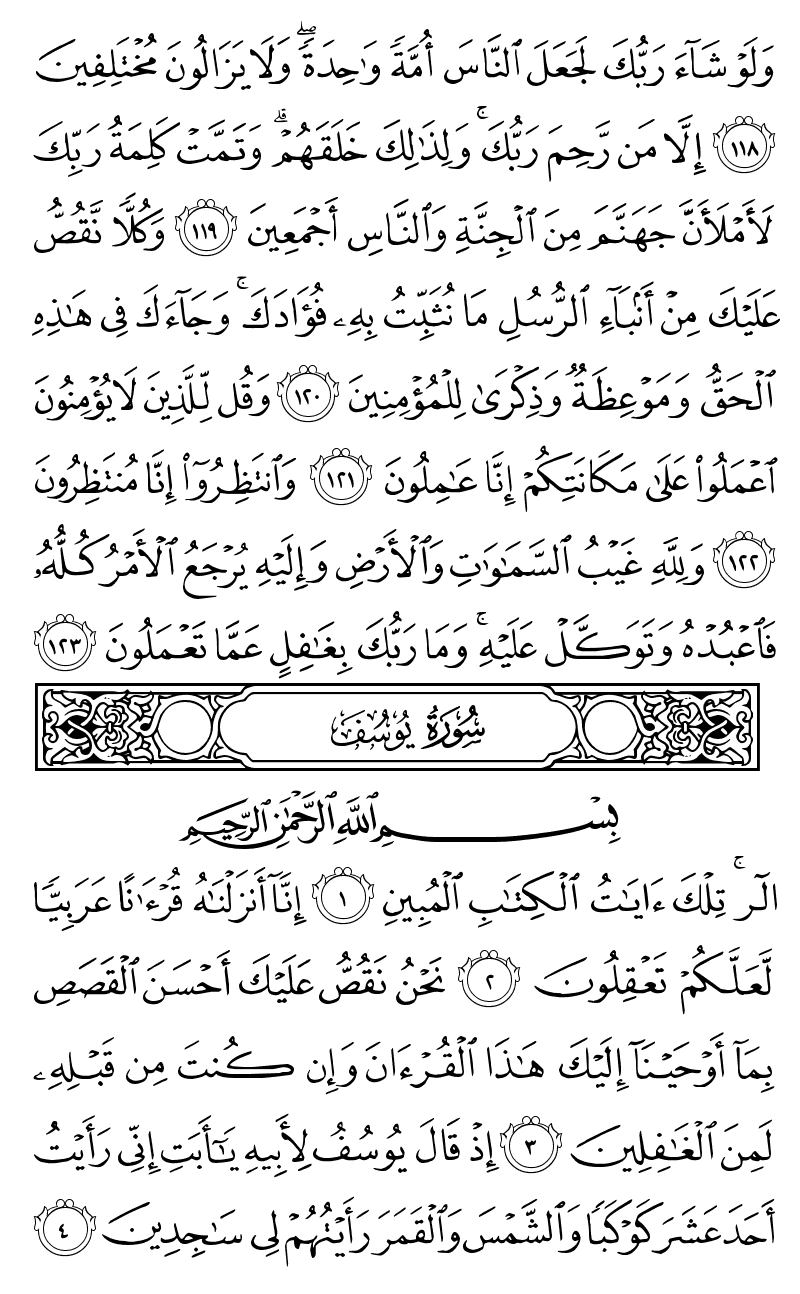 وَلَوۡ شَآءَ رَبُّكَ لَجَعَلَ ٱلنَّاسَ أُمَّةٗ وَٰحِدَةٗۖ وَلَا يَزَالُونَ مُخۡتَلِفِينَ
١١٨ إِلَّا مَن رَّحِمَ رَبُّكَۚ وَلِذَٰلِكَ خَلَقَهُمۡۗ وَتَمَّتۡ كَلِمَةُ رَبِّكَ
لَأَمۡلَأَنَّ جَهَنَّمَ مِنَ ٱلۡجِنَّةِ وَٱلنَّاسِ أَجۡمَعِينَ ١١٩ وَكُلّٗا نَّقُصُّ
عَلَيۡكَ مِنۡ أَنۢبَآءِ ٱلرُّسُلِ مَا نُثَبِّتُ بِهِۦ فُؤَادَكَۚ وَجَآءَكَ فِي هَٰذِهِ
ٱلۡحَقُّ وَمَوۡعِظَةٞ وَذِكۡرَىٰ لِلۡمُؤۡمِنِينَ ١٢٠ وَقُل لِّلَّذِينَ لَا يُؤۡمِنُونَ
ٱعۡمَلُواْ عَلَىٰ مَكَانَتِكُمۡ إِنَّا عَٰمِلُونَ ١٢١ وَٱنتَظِرُوٓاْ إِنَّا مُنتَظِرُونَ
١٢٢ وَلِلَّهِ غَيۡبُ ٱلسَّمَٰوَٰتِ وَٱلۡأَرۡضِ وَإِلَيۡهِ يُرۡجَعُ ٱلۡأَمۡرُ كُلُّهُۥ
فَٱعۡبُدۡهُ وَتَوَكَّلۡ عَلَيۡهِۚ وَمَا رَبُّكَ بِغَٰفِلٍ عَمَّا تَعۡمَلُونَ ١٢٣
سُورَةُ يُوسُفَ
بِسۡمِ ٱللَّهِ ٱلرَّحۡمَٰنِ ٱلرَّحِيمِ
الٓرۚ تِلۡكَ ءَايَٰتُ ٱلۡكِتَٰبِ ٱلۡمُبِينِ ١ إِنَّآ أَنزَلۡنَٰهُ قُرۡءَٰنًا عَرَبِيّٗا
لَّعَلَّكُمۡ تَعۡقِلُونَ ٢ نَحۡنُ نَقُصُّ عَلَيۡكَ أَحۡسَنَ ٱلۡقَصَصِ
بِمَآ أَوۡحَيۡنَآ إِلَيۡكَ هَٰذَا ٱلۡقُرۡءَانَ وَإِن كُنتَ مِن قَبۡلِهِۦ
لَمِنَ ٱلۡغَٰفِلِينَ ٣ إِذۡ قَالَ يُوسُفُ لِأَبِيهِ يَٰٓأَبَتِ إِنِّي رَأَيۡتُ
أَحَدَ عَشَرَ كَوۡكَبٗا وَٱلشَّمۡسَ وَٱلۡقَمَرَ رَأَيۡتُهُمۡ لِي سَٰجِدِينَ ٤